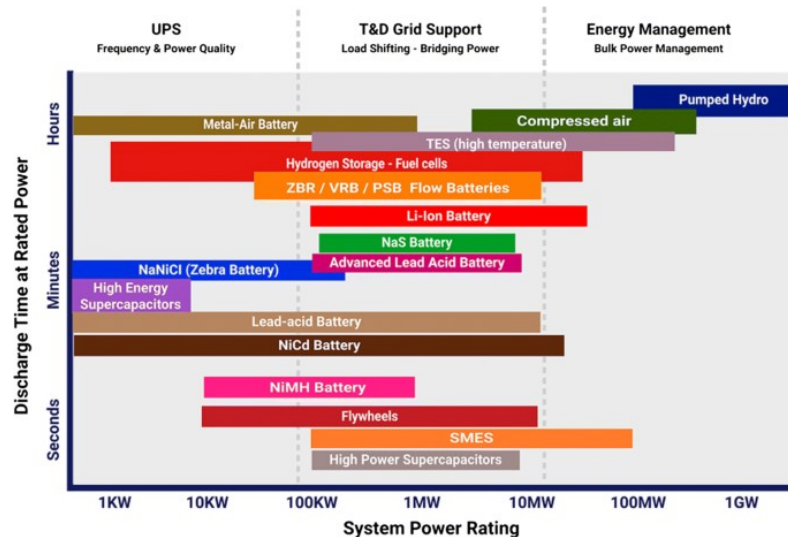 UPS
Frequency & Power Quality
T&D Grid Support
Load Shifting - Bridging Power
Energy Management
Bulk Power Management
Discharge Time at Rated Power
Hours
Minutes
Seconds
Pumped Hydro
Metal-Air Battery
Compressed air
TES (high temperature)
Hydrogen Storage - Fuel cells
ZBR / VRB / PSB Flow Batteries
Li-Ion Battery
NaS Battery
Advanced Lead Acid Battery
NaNiCl (Zebra Battery)
High Energy
Supercapacitors
Lead-acid Battery
NiCd Battery
NiMH Battery
Flywheels
SMES
High Power Supercapacitors
1KW 10KW 100KW 1MW 10MW 100MW 1GW
System Power Rating